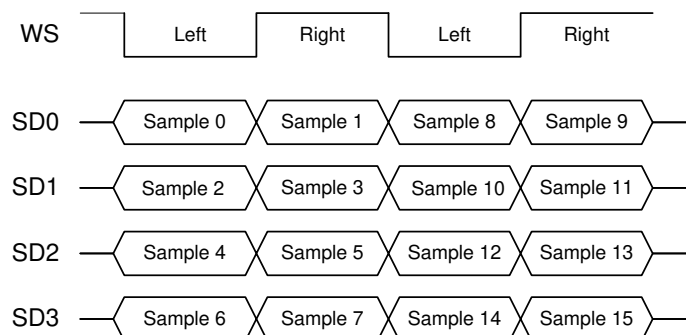 WS Left Right Left Right
SD0 Sample 0 Sample 1 Sample 8 Sample 9
SD1 Sample 2 Sample 3 Sample 10 Sample 11
SD2 Sample 4 Sample 5 Sample 12 Sample 13
SD3 Sample 6 Sample 7 Sample 14 Sample 15